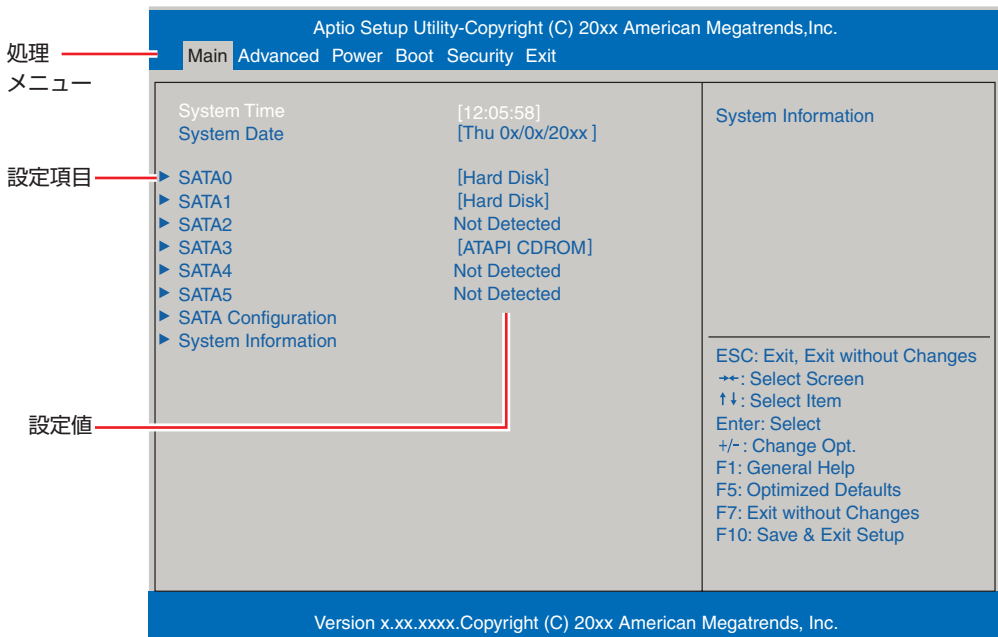 Aptio Setup Utility-Copyright (C) 20xx American Megatrends,Inc.
処理
メニュー
Main Advanced Power Boot Security Exit
System Time [12:05:58]
System Date [Thu 0x/0x/20xx ]
設定項目
▶ SATA0 [Hard Disk]
▶ SATA1 [Hard Disk]
▶ SATA2 Not Detected
▶ SATA3 [ATAPI CDROM]
▶ SATA4 Not Detected
▶ SATA5 Not Detected
▶ SATA Configuration
▶ System Information
設定値
System Information
ESC: Exit, Exit without Changes
→←: Select Screen
↑↓: Select Item
Enter: Select
+/- : Change Opt.
F1: General Help
F5: Optimized Defaults
F7: Exit without Changes
F10: Save & Exit Setup
Version x.xx.xxxx.Copyright (C) 20xx American Megatrends, Inc.